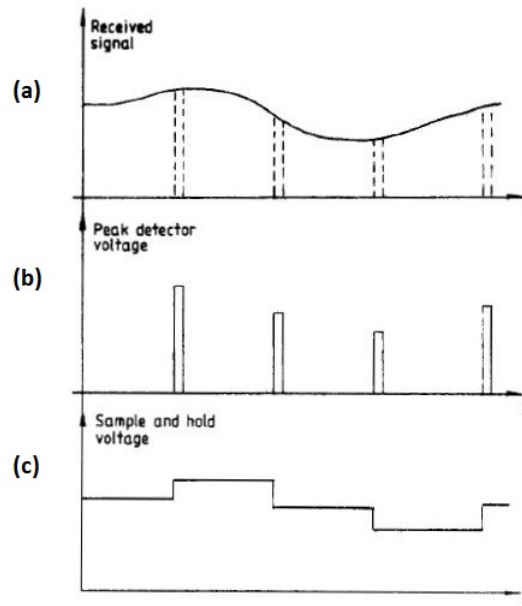 Received
signal
(a)
Peak detector
voltage
(b)
Sample and hold
voltage
(c)